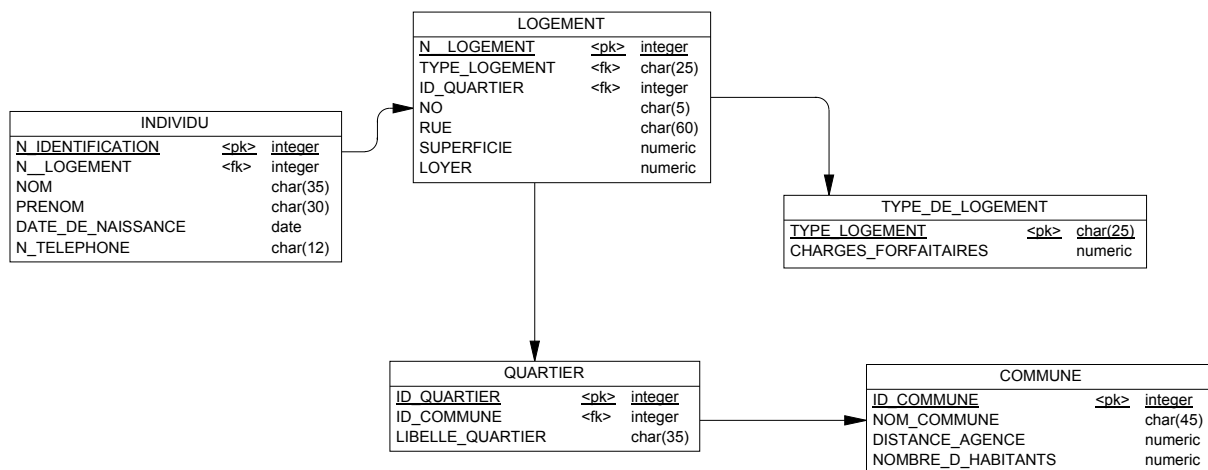 LOGEMENT
N__LOGEMENT <pk> integer
TYPE_LOGEMENT <fk> char(25)
ID_QUARTIER <fk> integer
NO char(5)
RUE char(60)
SUPERFICIE numeric
LOYER numeric
INDIVIDU
N_IDENTIFICATION <pk> integer
N__LOGEMENT <fk> integer
NOM char(35)
PRENOM char(30)
DATE_DE_NAISSANCE date
N_TELEPHONE char(12)
TYPE_DE_LOGEMENT
TYPE_LOGEMENT <pk> char(25)
CHARGES_FORFAITAIRES numeric
QUARTIER
ID_QUARTIER <pk> integer
ID_COMMUNE <fk> integer
LIBELLE_QUARTIER char(35)
COMMUNE
ID_COMMUNE <pk> integer
NOM_COMMUNE char(45)
DISTANCE_AGENCE numeric
NOMBRE_D_HABITANTS numeric